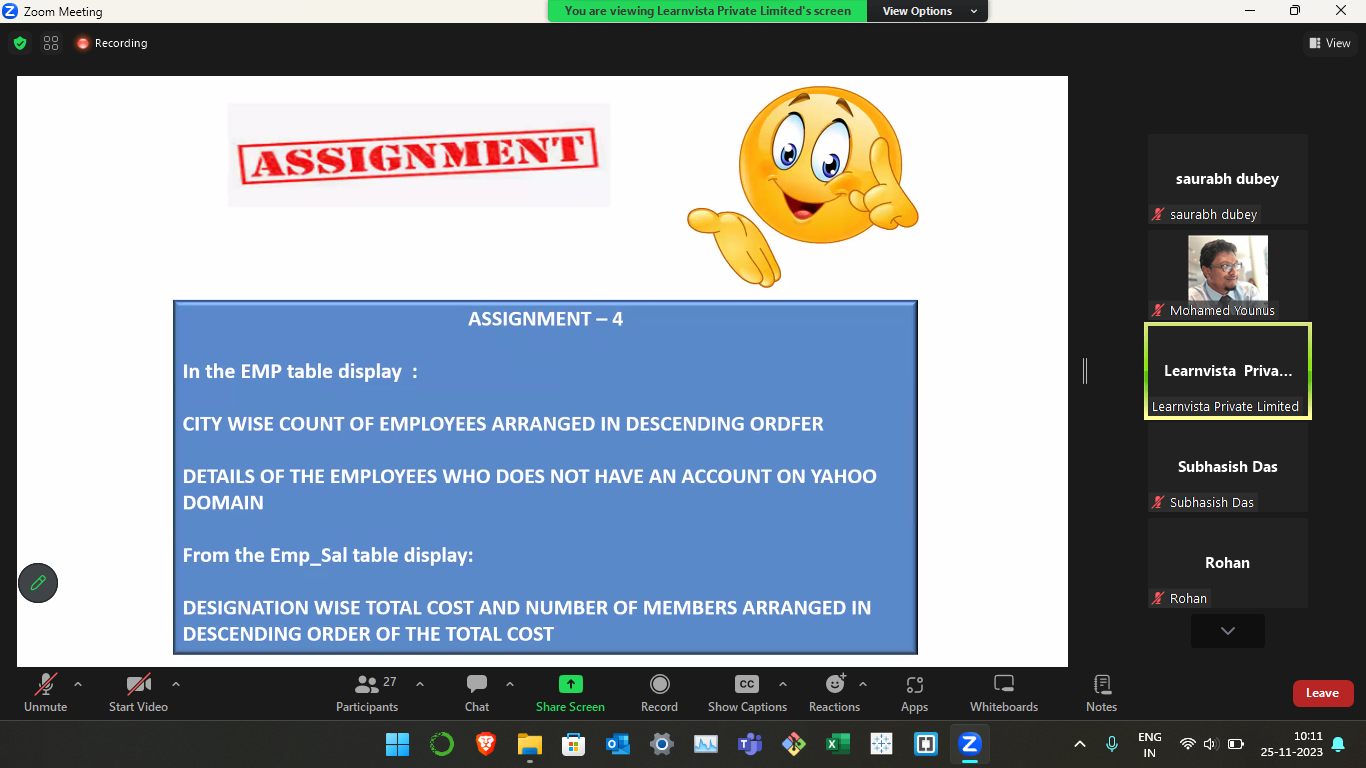 Zoom Meeting
You are viewing Learnvista Private Limited's screen
View Options
Recording
View
ASSIGNMENT
ASSIGNMENT – 4
In the EMP table display  :
CITY WISE COUNT OF EMPLOYEES ARRANGED IN DESCENDING ORDFER
DETAILS OF THE EMPLOYEES WHO DOES NOT HAVE AN ACCOUNT ON YAHOO
DOMAIN
From the Emp_Sal table display:
DESIGNATION WISE TOTAL COST AND NUMBER OF MEMBERS ARRANGED IN
DESCENDING ORDER OF THE TOTAL COST
saurabh dubey
saurabh dubey
Mohamed Younus
Learnvista Priva...
Learnvista Private Limited
Subhasish Das
Subhasish Das
Rohan
Rohan
Unmute
Start Video
27
Participants
Chat
Share Screen
Record
CC
Show Captions
Reactions
Apps
Whiteboards
Notes
Leave
ENG
IN
10:11
25-11-2023